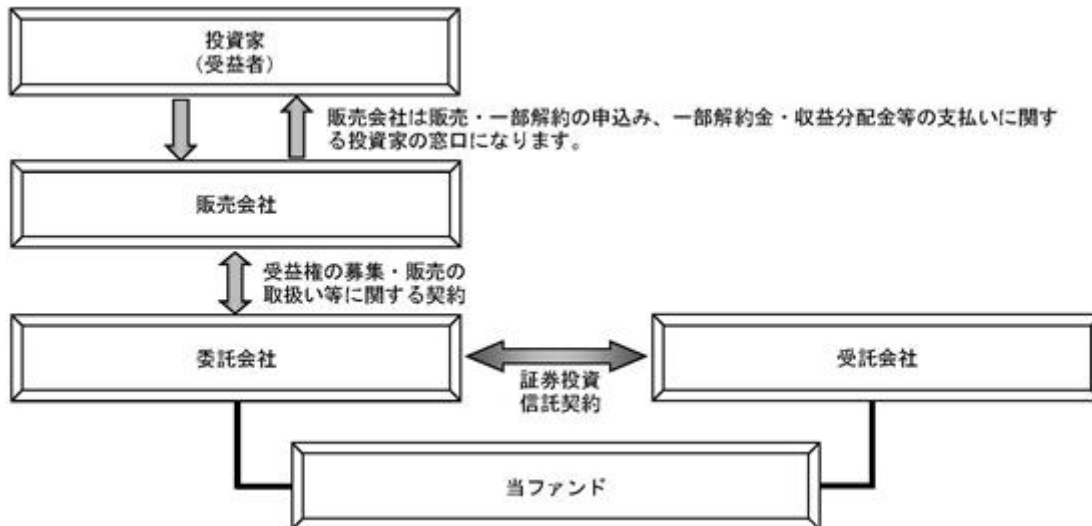 投資家
（受益者）
販売会社は販売・一部解約の申込み、一部解約金・収益分配金等の支払いに関す
る投資家の窓口になります。
販売会社
受益権の募集・販売の
取扱い等に関する契約
委託会社
受託会社
証券投資
信託契約
当ファンド